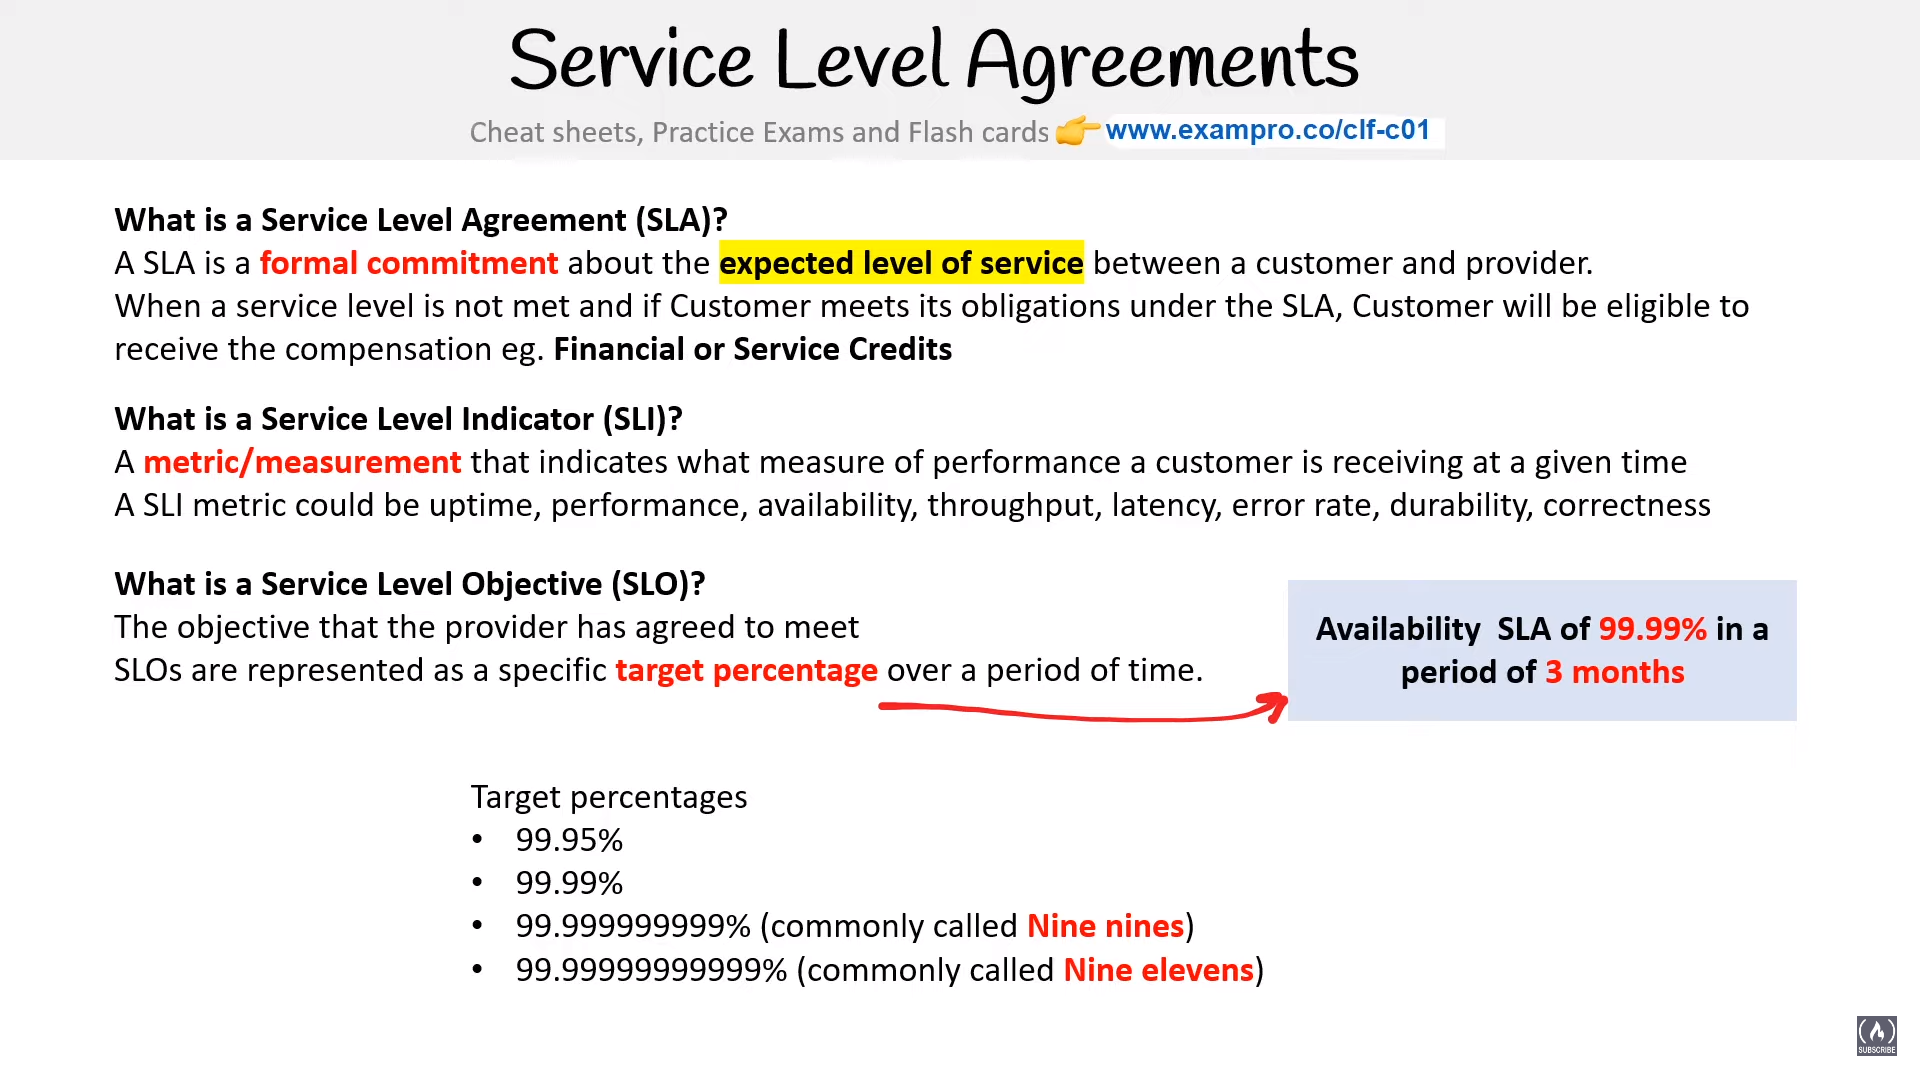 Service Level Agreements
Cheat sheets, Practice Exams and Flash cards 👉 www.exampro.co/clf-c01
What is a Service Level Agreement (SLA)?
A SLA is a formal commitment about the expected level of service between a customer and provider.
When a service level is not met and if Customer meets its obligations under the SLA, Customer will be eligible to
receive the compensation eg. Financial or Service Credits
What is a Service Level Indicator (SLI)?
A metric/measurement that indicates what measure of performance a customer is receiving at a given time
A SLI metric could be uptime, performance, availability, throughput, latency, error rate, durability, correctness
What is a Service Level Objective (SLO)?
The objective that the provider has agreed to meet
SLOs are represented as a specific target percentage over a period of time.
Availability SLA of 99.99% in a
period of 3 months
Target percentages
• 99.95%
• 99.99%
• 99.999999999% (commonly called Nine nines)
• 99.99999999999% (commonly called Nine elevens)
SUBSCRIBE